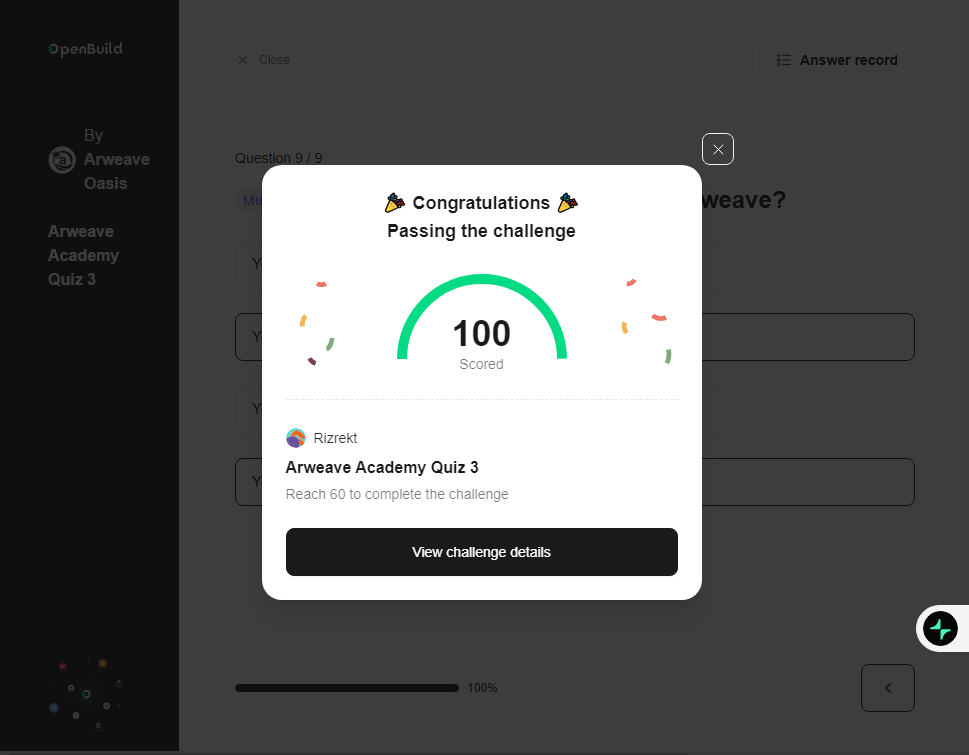 OpenBuild
Close
Answer record
By
Arweave
Oasis
Arweave
Academy
Quiz 3
Question 9 / 9
Mu
weave?
Congratulations
Passing the challenge
100
Scored
Rizrekt
Arweave Academy Quiz 3
Reach 60 to complete the challenge
View challenge details
100%